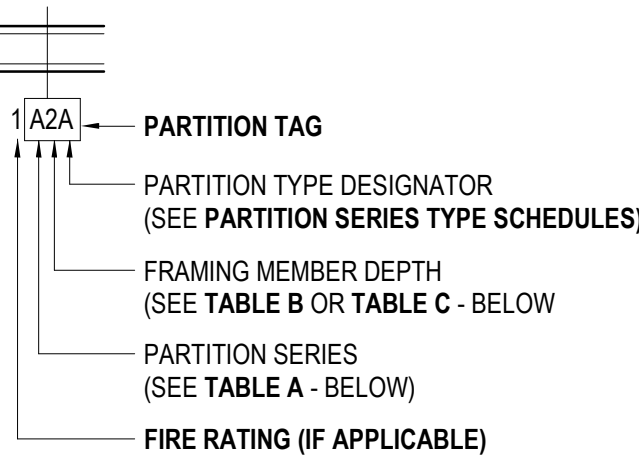 1 A2A
PARTITION TAG
PARTITION TYPE DESIGNATOR
(SEE PARTITION SERIES TYPE SCHEDULES)
FRAMING MEMBER DEPTH
(SEE TABLE B OR TABLE C - BELOW
PARTITION SERIES
(SEE TABLE A - BELOW)
FIRE RATING (IF APPLICABLE)